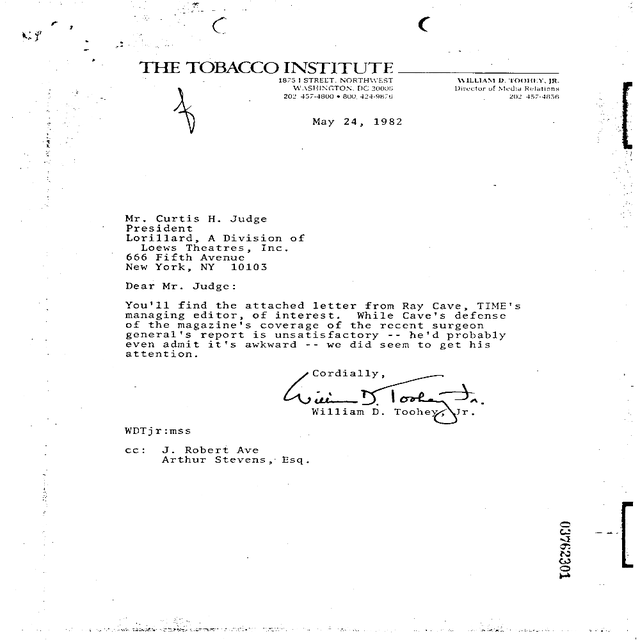 THE TOBACCO INSTITUTE
1875 I STREET, NORTHWEST
WASHINGTON, DC 20006
202 457-4800 • 800 424-9876
WILLIAM D. TOOHEY, JR.
Director of Media Relations
202 457-4856
May 24, 1982
Mr. Curtis H. Judge
President
Lorillard, A Division of
Loews Theatres, Inc.
666 Fifth Avenue
New York, NY 10103
Dear Mr. Judge:
You'll find the attached letter from Ray Cave, TIME's
managing editor, of interest. While Cave's defense
of the magazine's coverage of the recent surgeon
general's report is unsatisfactory -- he'd probably
even admit it's awkward -- we did seem to get his
attention.
Cordially,
William D. Toohey Jr.
William D. Toohey, Jr.
WDTjr:mss
cc: J. Robert Ave
Arthur Stevens, Esq.
03762301